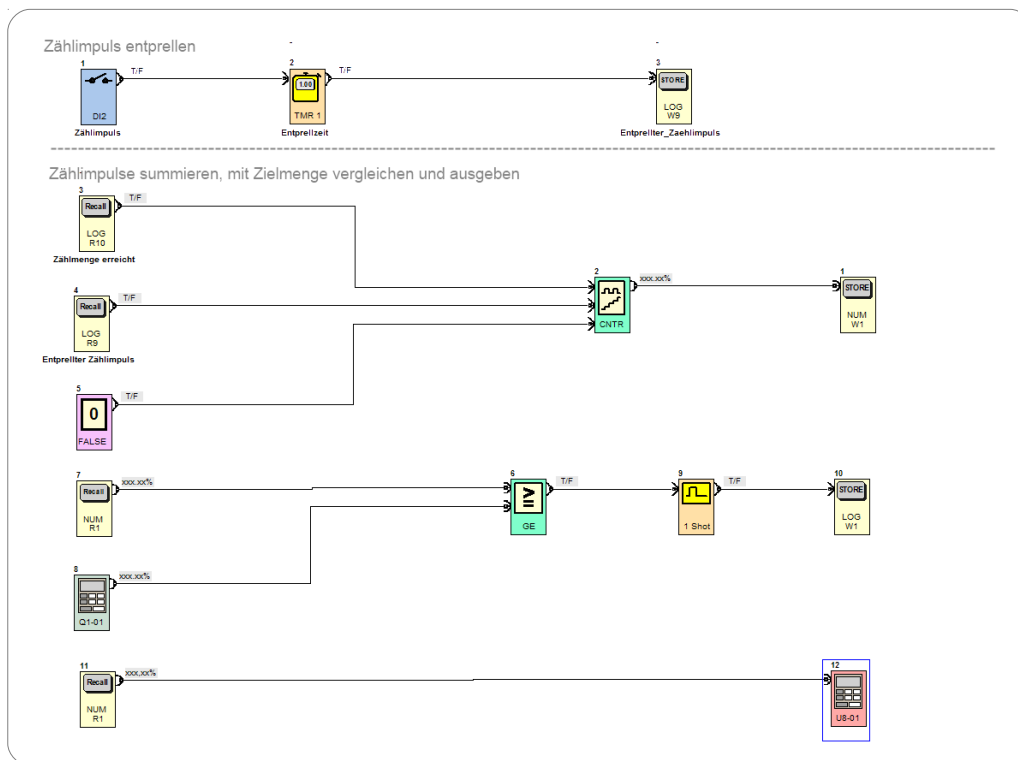 Zählimpuls entprellen
-
-
1
2
3
T/F
T/F
1.00
STORE
DI2
TMR 1
LOG
W9
Zählimpuls
Entprellzeit
Entprellter_Zaehlimpuls
Zählimpulse summieren, mit Zielmenge vergleichen und ausgeben
3
T/F
Recall
LOG
R10
Zählmenge erreicht
4
T/F
Recall
LOG
R9
Entprellter Zählimpuls
2
xxx.xx%
CNTR
1
STORE
NUM
W1
5
T/F
0
FALSE
7
xxx.xx%
Recall
NUM
R1
6
T/F
≥
GE
9
T/F
1 Shot
10
STORE
LOG
W1
8
xxx.xx%
Q1-01
11
xxx.xx%
Recall
NUM
R1
12
U8-01